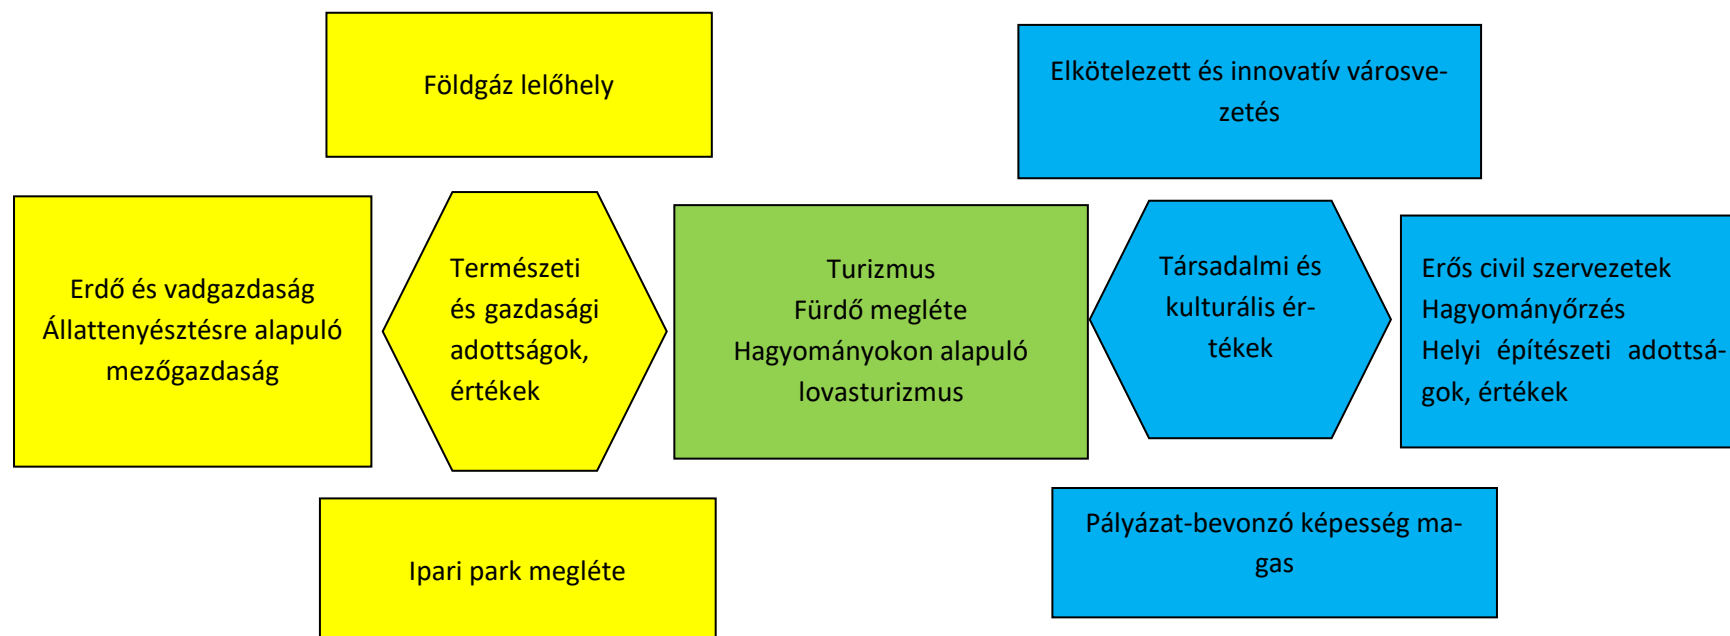 Földgáz lelőhely
Elkötelezett és innovatív városve-
zetés
Erdő és vadgazdaság
Állattenyésztésre alapuló
mezőgazdaság
Természeti
és gazdasági
adottságok,
értékek
Turizmus
Fürdő megléte
Hagyományokon alapuló
lovasturizmus
Társadalmi és
kulturális ér-
tékek
Erős civil szervezetek
Hagyományőrzés
Helyi építészeti adottsá-
gok, értékek
Ipari park megléte
Pályázat-bevonzó képesség ma-
gas